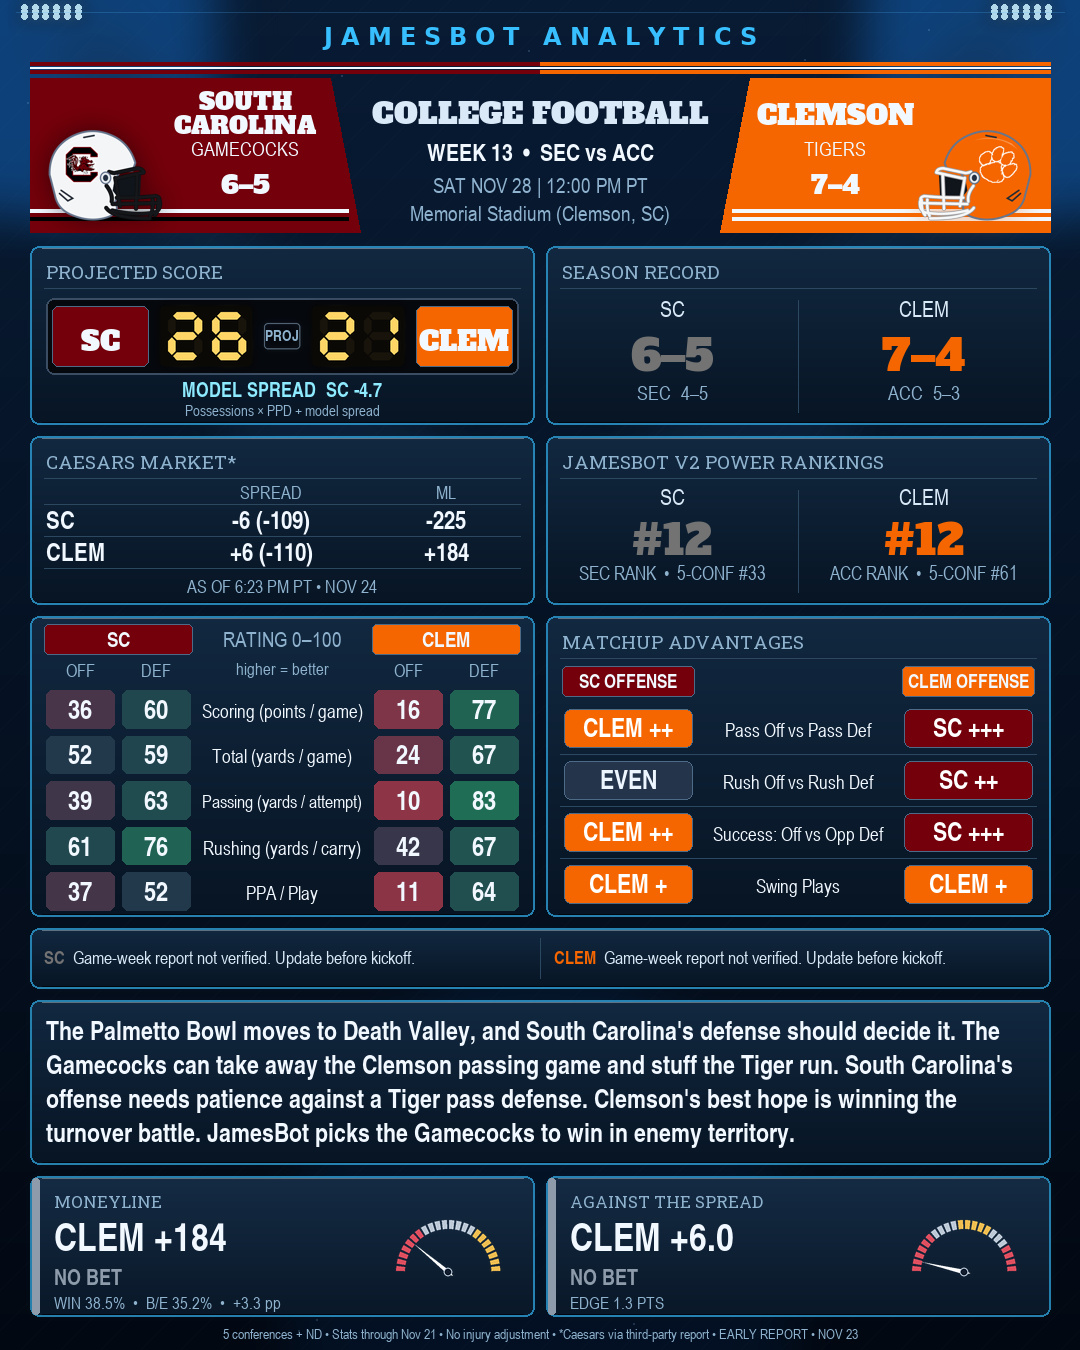 JAMESBOT ANALYTICS
SOUTH CAROLINA
GAMECOCKS
6–5
COLLEGE FOOTBALL
WEEK 13 • SEC vs ACC
SAT NOV 28 | 12:00 PM PT
Memorial Stadium (Clemson, SC)
CLEMSON
TIGERS
7–4
PROJECTED SCORE
SC 26 PROJ 21 CLEM
MODEL SPREAD SC -4.7
Possessions × PPD + model spread
SEASON RECORD
SC CLEM
6–5 7–4
SEC 4–5 ACC 5–3
CAESARS MARKET*
SPREAD ML
SC -6 (-109) -225
CLEM +6 (-110) +184
AS OF 6:23 PM PT • NOV 24
JAMESBOT V2 POWER RANKINGS
SC CLEM
#12 #12
SEC RANK • 5-CONF #33 ACC RANK • 5-CONF #61
SC RATING 0–100 CLEM
OFF DEF higher = better OFF DEF
36 60 Scoring (points / game) 16 77
52 59 Total (yards / game) 24 67
39 63 Passing (yards / attempt) 10 83
61 76 Rushing (yards / carry) 42 67
37 52 PPA / Play 11 64
MATCHUP ADVANTAGES
SC OFFENSE CLEM OFFENSE
CLEM ++ Pass Off vs Pass Def SC +++
EVEN Rush Off vs Rush Def SC ++
CLEM ++ Success: Off vs Opp Def SC +++
CLEM + Swing Plays CLEM +
SC Game-week report not verified. Update before kickoff.
CLEM Game-week report not verified. Update before kickoff.
The Palmetto Bowl moves to Death Valley, and South Carolina's defense should decide it. The
Gamecocks can take away the Clemson passing game and stuff the Tiger run. South Carolina's
offense needs patience against a Tiger pass defense. Clemson's best hope is winning the
turnover battle. JamesBot picks the Gamecocks to win in enemy territory.
MONEYLINE
CLEM +184
NO BET
WIN 38.5% • B/E 35.2% • +3.3 pp
AGAINST THE SPREAD
CLEM +6.0
NO BET
EDGE 1.3 PTS
5 conferences + ND • Stats through Nov 21 • No injury adjustment • *Caesars via third-party report • EARLY REPORT • NOV 23